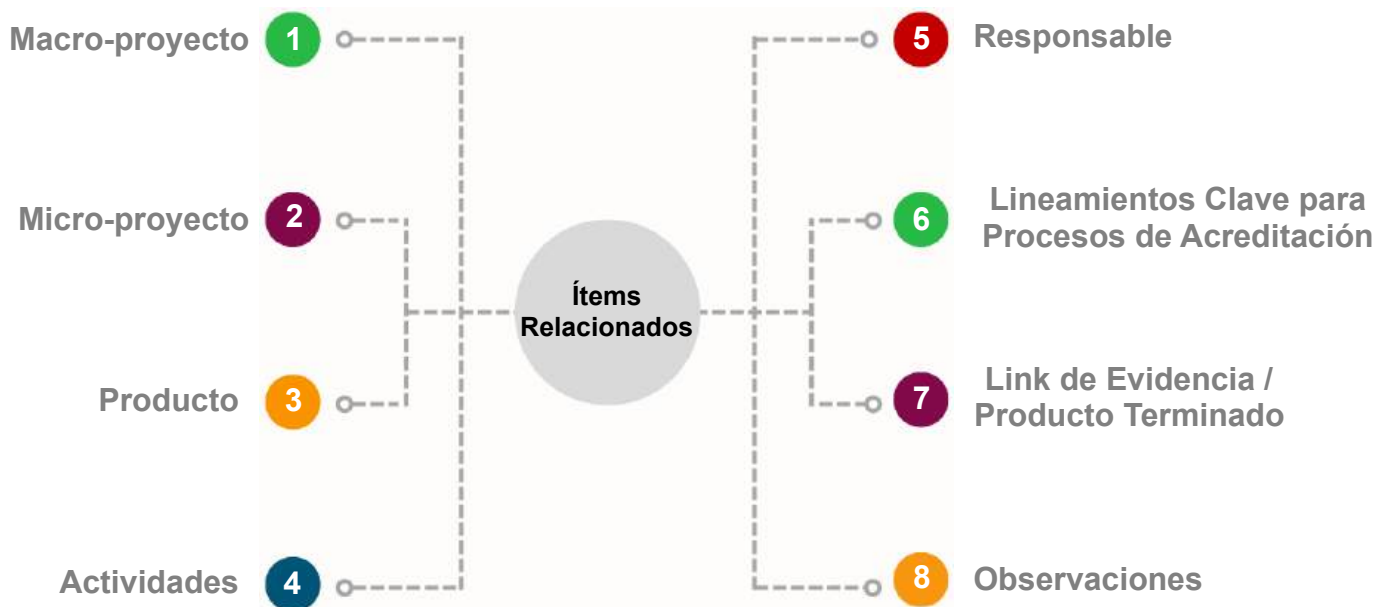 Macro-proyecto
1
Micro-proyecto
2
Producto
3
Actividades
4
Ítems
Relacionados
5
Responsable
6
Lineamientos Clave para
Procesos de Acreditación
7
Link de Evidencia /
Producto Terminado
8
Observaciones